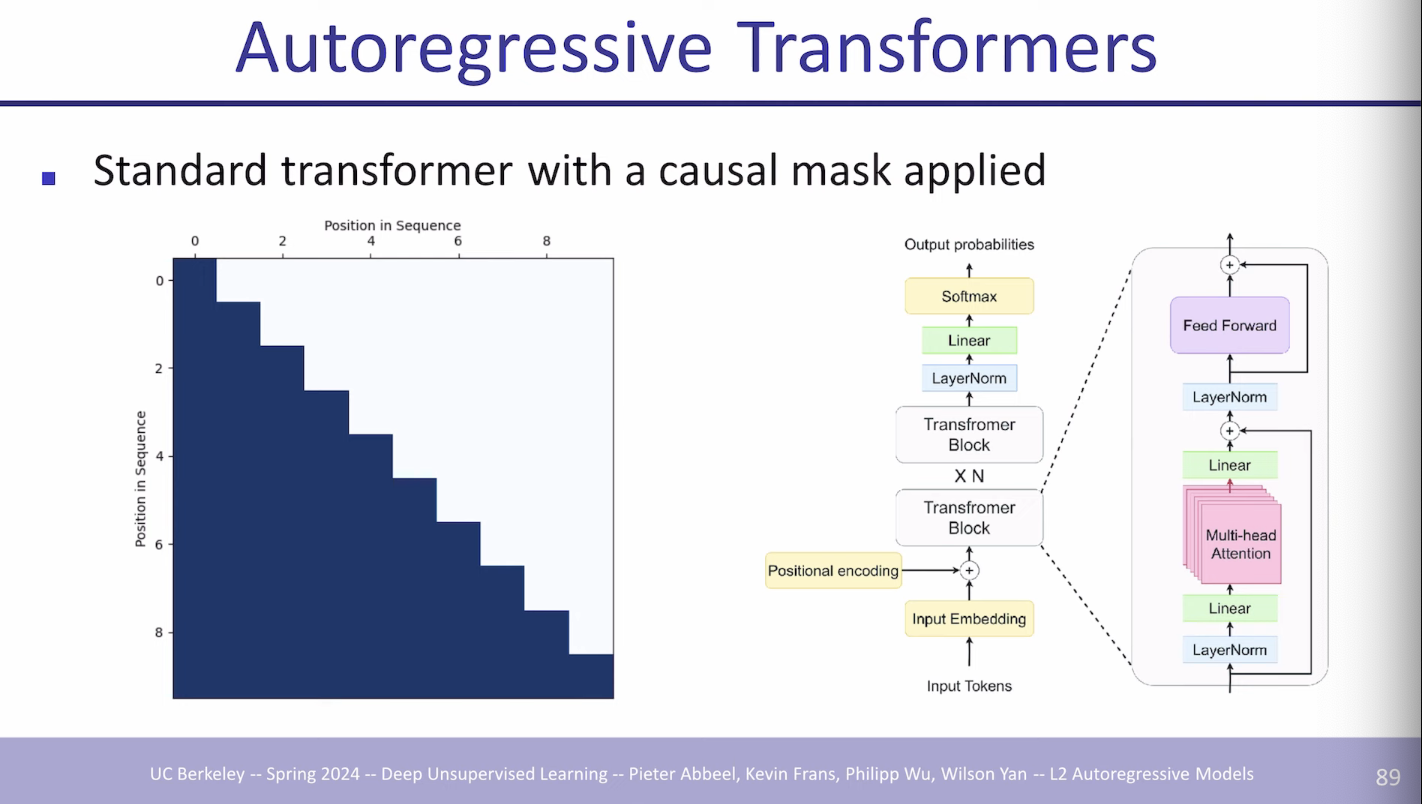 Autoregressive Transformers
Standard transformer with a causal mask applied
Position in Sequence
0 2 4 6 8
Position in Sequence
0
2
4
6
8
Output probabilities
Softmax
Linear
LayerNorm
Transfromer
Block
X N
Transfromer
Block
Positional encoding
+
Input Embedding
Input Tokens
+
Feed Forward
LayerNorm
+
Linear
Multi-head
Attention
Linear
LayerNorm
UC Berkeley -- Spring 2024 -- Deep Unsupervised Learning -- Pieter Abbeel, Kevin Frans, Philipp Wu, Wilson Yan -- L2 Autoregressive Models
89